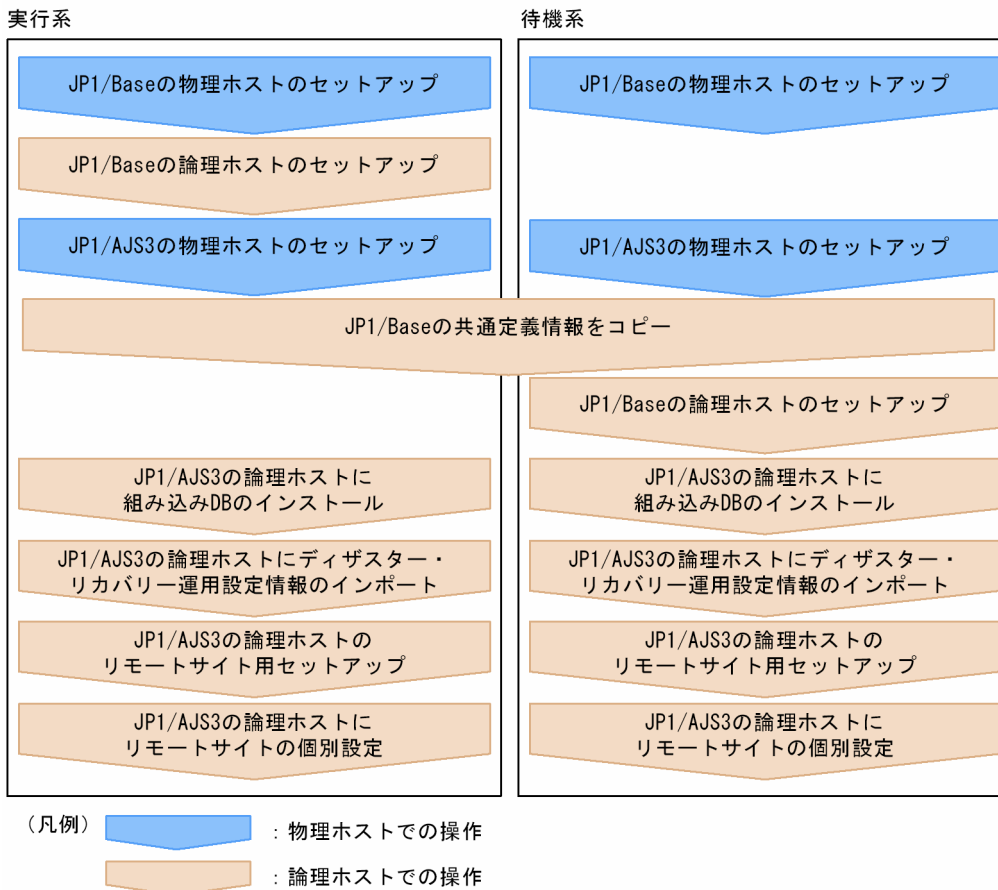 実行系
JP1/Baseの物理ホストのセットアップ
JP1/Baseの論理ホストのセットアップ
JP1/AJS3の物理ホストのセットアップ
待機系
JP1/Baseの物理ホストのセットアップ
JP1/AJS3の物理ホストのセットアップ
JP1/Baseの共通定義情報をコピー
JP1/Baseの論理ホストのセットアップ
JP1/AJS3の論理ホストに
組み込みDBのインストール
JP1/AJS3の論理ホストにディザスター・
リカバリー運用設定情報のインポート
JP1/AJS3の論理ホストの
リモートサイト用セットアップ
JP1/AJS3の論理ホストに
リモートサイトの個別設定
JP1/AJS3の論理ホストに
組み込みDBのインストール
JP1/AJS3の論理ホストにディザスター・
リカバリー運用設定情報のインポート
JP1/AJS3の論理ホストの
リモートサイト用セットアップ
JP1/AJS3の論理ホストに
リモートサイトの個別設定
（凡例）
：物理ホストでの操作
：論理ホストでの操作